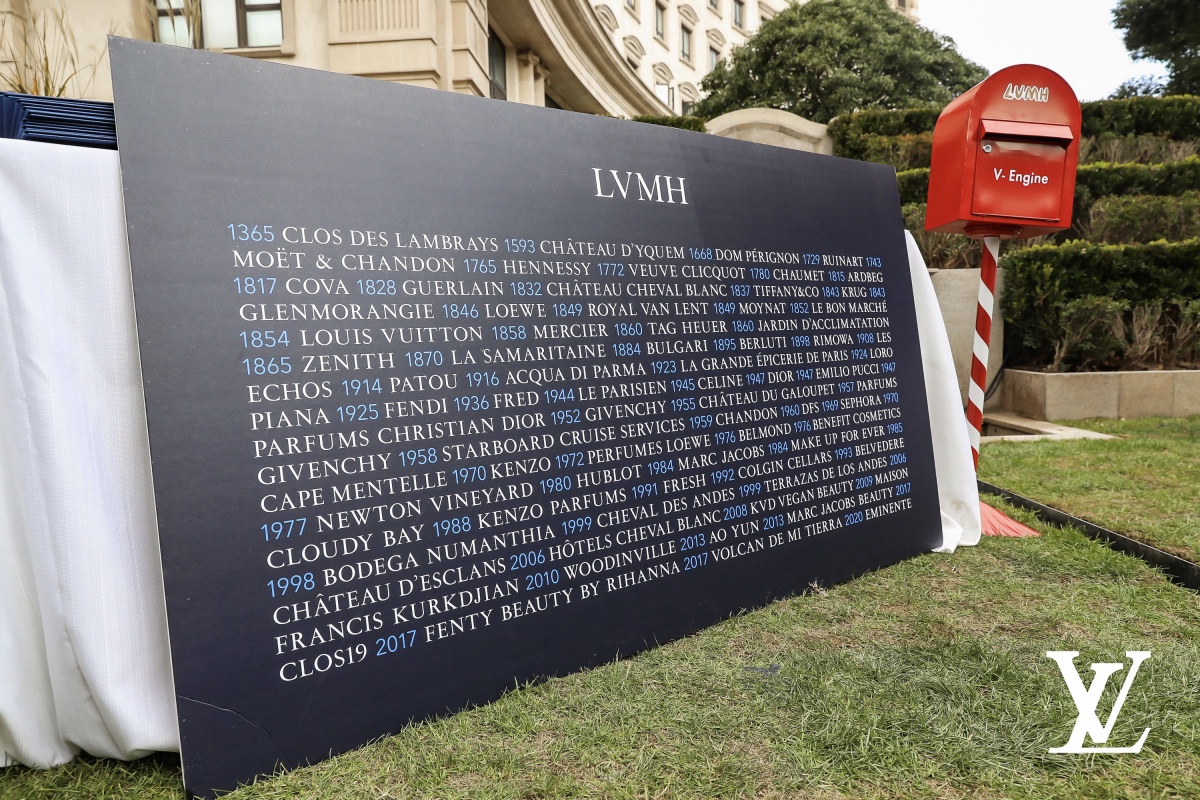 LVMH
1365 CLOS DES LAMBRAYS 1593 CHÂTEAU D'YQUEM 1668 DOM PÉRIGNON 1729 RUINART 1743
MOËT & CHANDON 1765 HENNESSY 1772 VEUVE CLICQUOT 1780 CHAUMET 1815 ARDBEG
1817 COVA 1828 GUERLAIN 1832 CHÂTEAU CHEVAL BLANC 1837 TIFFANY&CO 1843 KRUG 1843
GLENMORANGIE 1846 LOEWE 1849 ROYAL VAN LENT 1849 MOYNAT 1852 LE BON MARCHÉ
1854 LOUIS VUITTON 1858 MERCIER 1860 TAG HEUER 1860 JARDIN D'ACCLIMATATION
1865 ZENITH 1870 LA SAMARITAINE 1884 BULGARI 1895 BERLUTI 1898 RIMOWA 1908 LES
ECHOS 1914 PATOU 1916 ACQUA DI PARMA 1923 LA GRANDE ÉPICERIE DE PARIS 1924 LORO
PIANA 1925 FENDI 1936 FRED 1944 LE PARISIEN 1945 CELINE 1947 DIOR 1947 EMILIO PUCCI 1947
PARFUMS CHRISTIAN DIOR 1952 GIVENCHY 1955 CHÂTEAU DU GALOUPET 1957 PARFUMS
GIVENCHY 1958 STARBOARD CRUISE SERVICES 1959 CHANDON 1960 DFS 1969 SEPHORA 1970
CAPE MENTELLE 1970 KENZO 1972 PERFUMES LOEWE 1976 BELMOND 1976 BENEFIT COSMETICS
1977 NEWTON VINEYARD 1980 HUBLOT 1984 MARC JACOBS 1984 MAKE UP FOR EVER 1985
CLOUDY BAY 1988 KENZO PARFUMS 1991 FRESH 1992 COLGIN CELLARS 1993 BELVEDERE
1998 BODEGA NUMANTHIA 1999 CHEVAL DES ANDES 1999 TERRAZAS DE LOS ANDES 2006
CHÂTEAU D'ESCLANS 2006 HÔTELS CHEVAL BLANC 2008 KVD VEGAN BEAUTY 2009 MAISON
FRANCIS KURKDJIAN 2010 WOODINVILLE 2013 AO YUN 2013 MARC JACOBS BEAUTY 2017
CLOS19 2017 FENTY BEAUTY BY RIHANNA 2017 VOLCAN DE MI TIERRA 2020 EMINENTE
LVMH
V- Engine
LV